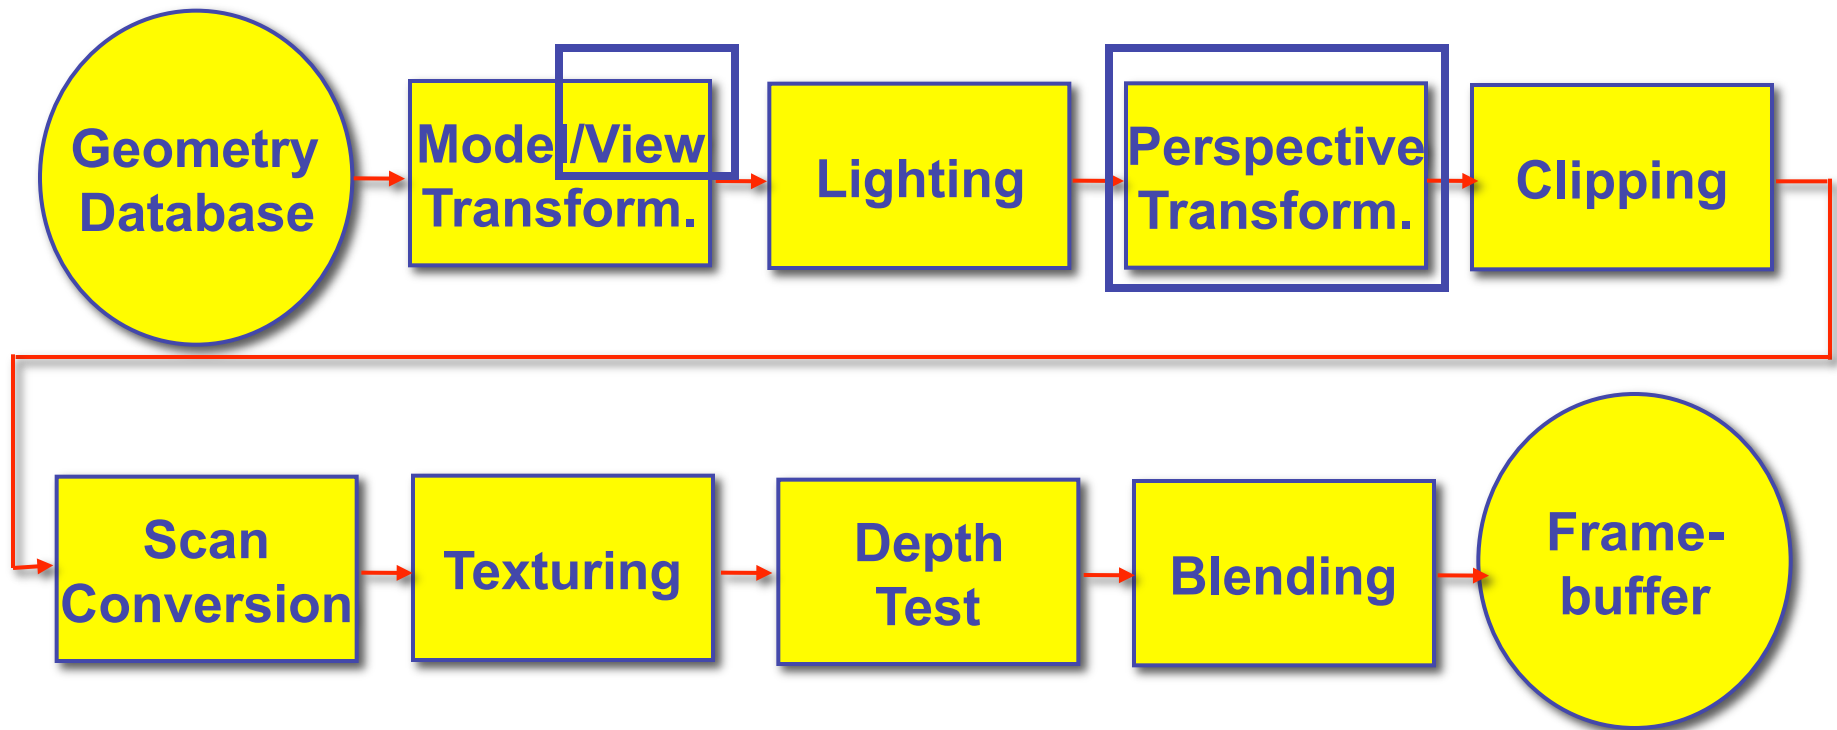 Geometry
Database
Model/View
Transform.
Lighting
Perspective
Transform.
Clipping
Scan
Conversion
Texturing
Depth
Test
Blending
Frame-
buffer